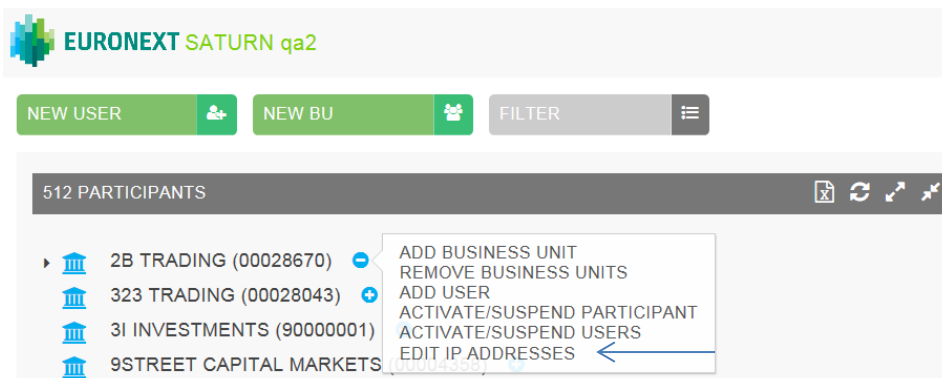 EURONEXT SATURN qa2
NEW USER
NEW BU
FILTER
512 PARTICIPANTS
2B TRADING (00028670)
323 TRADING (00028043)
3I INVESTMENTS (90000001)
9STREET CAPITAL MARKETS (00004358)
ADD BUSINESS UNIT
REMOVE BUSINESS UNITS
ADD USER
ACTIVATE/SUSPEND PARTICIPANT
ACTIVATE/SUSPEND USERS
EDIT IP ADDRESSES